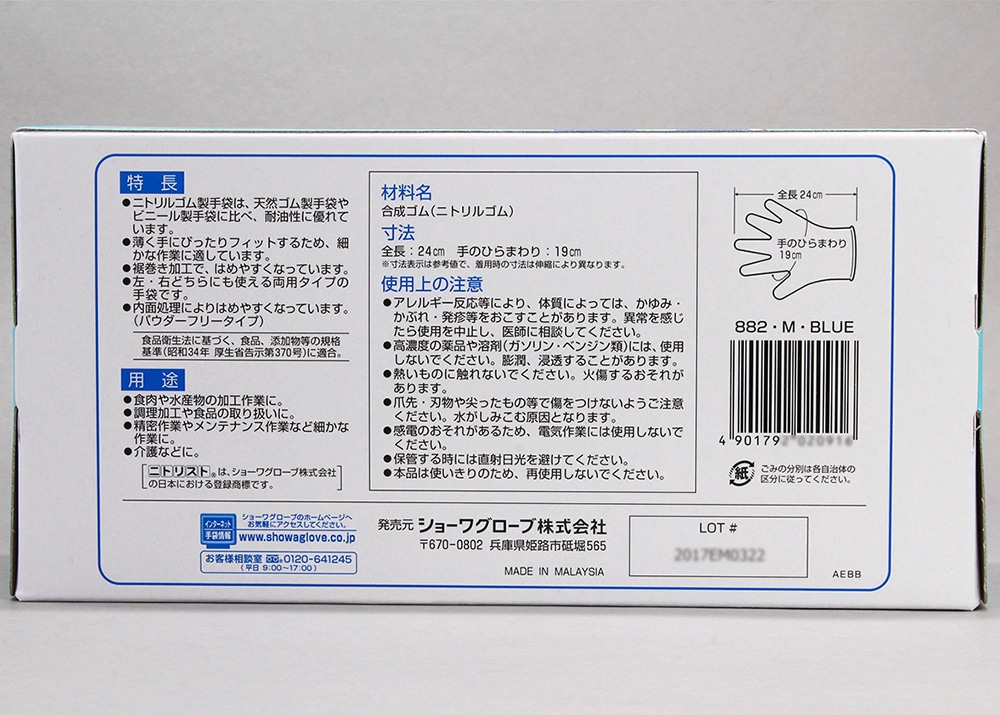 特長
●ニトリルゴム製手袋は、天然ゴム製手袋や
ビニール製手袋に比べ、耐油性に優れて
います。
●薄く手にぴったりフィットするため、細
かな作業に適しています。
●裾巻き加工で、はめやすくなっています。
●左・右どちらにも使える両用タイプの
手袋です。
●内面処理によりはめやすくなっています。
(パウダーフリータイプ)
食品衛生法に基づく、食品、添加物等の規格
基準(昭和34年 厚生省告示第370号)に適合。
用途
●食肉や水産物の加工作業に。
●調理加工や食品の取り扱いに。
●精密作業やメンテナンス作業など細かな
作業に。
●介護などに。
ニトリスト®は、ショーワグローブ株式会社
の日本における登録商標です。
材料名
合成ゴム(ニトリルゴム)
寸法
全長:24㎝ 手のひらまわり:19㎝
※寸法表示は参考値で、着用時の寸法は伸縮により異なります。
使用上の注意
●アレルギー反応等により、体質によっては、かゆみ・
かぶれ・発疹等をおこすことがあります。異常を感じ
たら使用を中止し、医師に相談してください。
●高濃度の薬品や溶剤(ガソリン・ベンジン類)には、使用
しないでください。膨潤、浸透することがあります。
●熱いものに触れないでください。火傷するおそれが
あります。
●爪先・刃物や尖ったもの等で傷をつけないようご注意
ください。水がしみこむ原因となります。
●感電のおそれがあるため、電気作業には使用しないで
ください。
●保管する時には直射日光を避けてください。
●本品は使いきりのため、再使用しないでください。
全長 24㎝
手のひらまわり
19㎝
882・M・BLUE
4 901792 020916
紙
ごみの分別は各自治体の
区分に従ってください。
インターネット
手袋情報
ショーワグローブのホームページへ
お気軽にアクセスしてください。
www.showaglove.co.jp
お客様相談室 0120-641245
(平日 9:00〜17:00)
発売元 ショーワグローブ株式会社
〒670-0802 兵庫県姫路市砥堀565
MADE IN MALAYSIA
LOT #
2017EM0322
AEBB